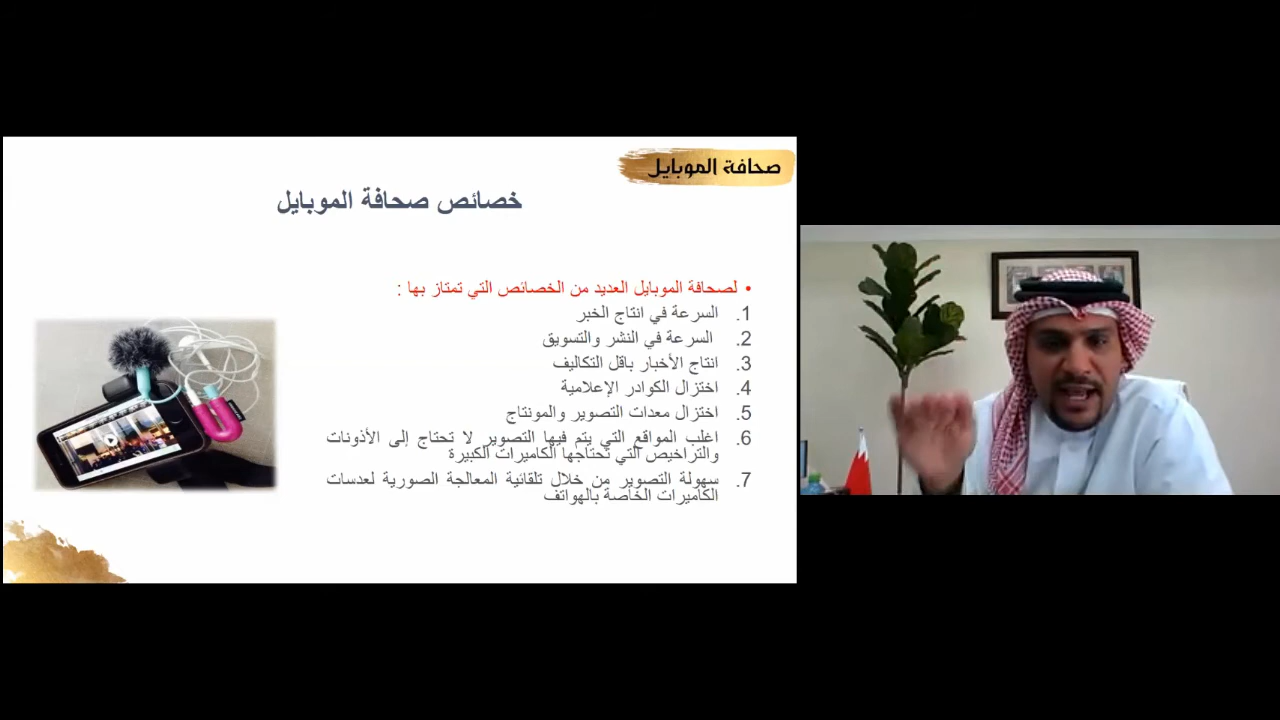 صحافة الموبايل
خصائص صحافة الموبايل
• لصحافة الموبايل العديد من الخصائص التي تمتاز بها :
1. السرعة في انتاج الخبر
2. السرعة في النشر والتسويق
3. انتاج الأخبار باقل التكاليف
4. اختزال الكوادر الإعلامية
5. اختزال معدات التصوير والمونتاج
6. اغلب المواقع التي يتم فيها التصوير لا تحتاج إلى الأذونات
والتراخيص التي تحتاجها الكاميرات الكبيرة
7. سهولة التصوير من خلال تلقائية المعالجة الصورية لعدسات
الكاميرات الخاصة بالهواتف